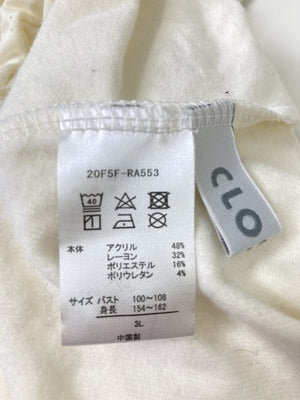 20F5F-RA553
40
本体 アクリル 48%
レーヨン 32%
ポリエステル 16%
ポリウレタン 4%
サイズ バスト 100〜108
身長 154〜162
3L
中国製
CLO